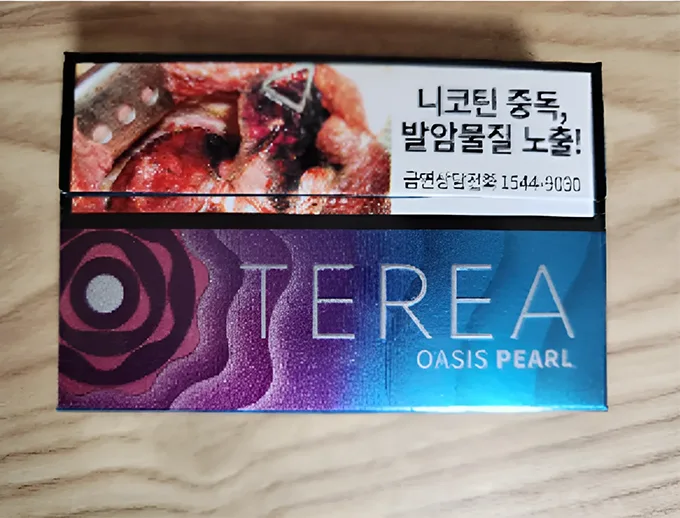 니코틴 중독,
발암물질 노출!
금연상담전화 1544-9030
TEREA
OASIS PEARL